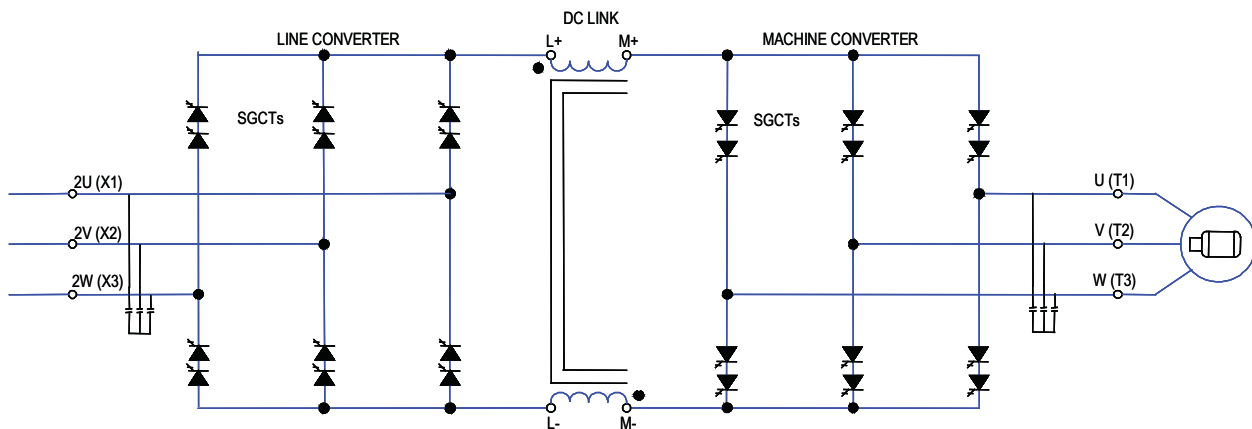 DC LINK
LINE CONVERTER
L+
M+
MACHINE CONVERTER
SGCTs
SGCTs
2U (X1)
U (T1)
2V (X2)
V (T2)
2W (X3)
W (T3)
L-
M-